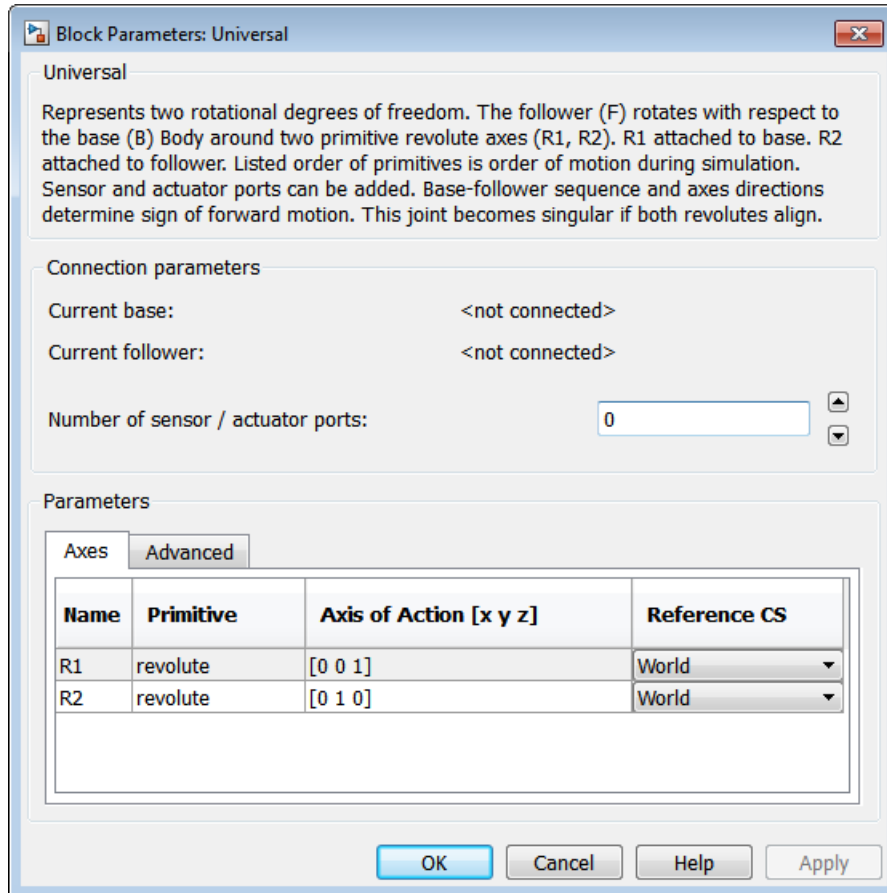 Block Parameters: Universal
Universal
Represents two rotational degrees of freedom. The follower (F) rotates with respect to
the base (B) Body around two primitive revolute axes (R1, R2). R1 attached to base. R2
attached to follower. Listed order of primitives is order of motion during simulation.
Sensor and actuator ports can be added. Base-follower sequence and axes directions
determine sign of forward motion. This joint becomes singular if both revolutes align.
Connection parameters
Current base: <not connected>
Current follower: <not connected>
Number of sensor / actuator ports: 0
Parameters
Axes Advanced
Name Primitive Axis of Action [x y z] Reference CS
R1 revolute [0 0 1] World
R2 revolute [0 1 0] World
OK Cancel Help Apply